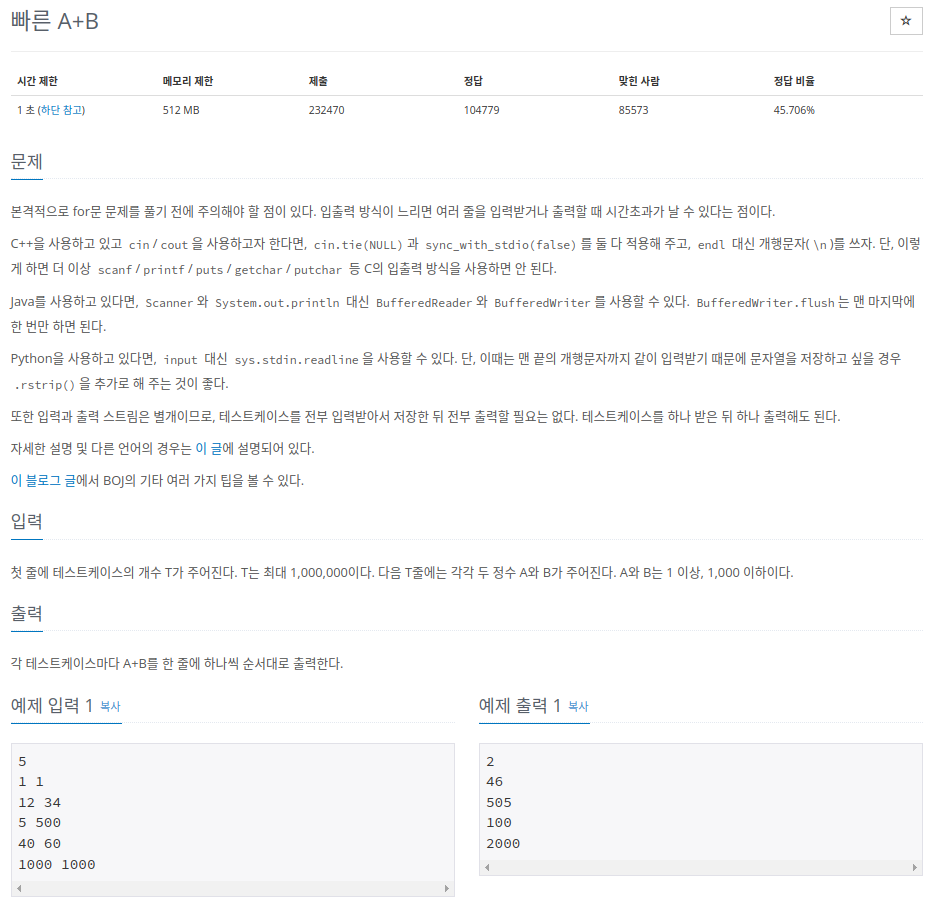 빠른 A+B
☆
시간 제한 메모리 제한 제출 정답 맞힌 사람 정답 비율
1 초 (하단 참고) 512 MB 232470 104779 85573 45.706%
문제
본격적으로 for문 문제를 풀기 전에 주의해야 할 점이 있다. 입출력 방식이 느리면 여러 줄을 입력받거나 출력할 때 시간초과가 날 수 있다는 점이다.
C++을 사용하고 있고 cin / cout 을 사용하고자 한다면, cin.tie(NULL) 과 sync_with_stdio(false) 를 둘 다 적용해 주고, endl 대신 개행문자( \n )를 쓰자. 단, 이렇
게 하면 더 이상 scanf / printf / puts / getchar / putchar 등 C의 입출력 방식을 사용하면 안 된다.
Java를 사용하고 있다면, Scanner 와 System.out.println 대신 BufferedReader 와 BufferedWriter 를 사용할 수 있다. BufferedWriter.flush 는 맨 마지막에
한 번만 하면 된다.
Python을 사용하고 있다면, input 대신 sys.stdin.readline 을 사용할 수 있다. 단, 이때는 맨 끝의 개행문자까지 같이 입력받기 때문에 문자열을 저장하고 싶을 경우
.rstrip() 을 추가로 해 주는 것이 좋다.
또한 입력과 출력 스트림은 별개이므로, 테스트케이스를 전부 입력받아서 저장한 뒤 전부 출력할 필요는 없다. 테스트케이스를 하나 받은 뒤 하나 출력해도 된다.
자세한 설명 및 다른 언어의 경우는 이 글에 설명되어 있다.
이 블로그 글에서 BOJ의 기타 여러 가지 팁을 볼 수 있다.
입력
첫 줄에 테스트케이스의 개수 T가 주어진다. T는 최대 1,000,000이다. 다음 T줄에는 각각 두 정수 A와 B가 주어진다. A와 B는 1 이상, 1,000 이하이다.
출력
각 테스트케이스마다 A+B를 한 줄에 하나씩 순서대로 출력한다.
예제 입력 1 복사
5
1 1
12 34
5 500
40 60
1000 1000
예제 출력 1 복사
2
46
505
100
2000